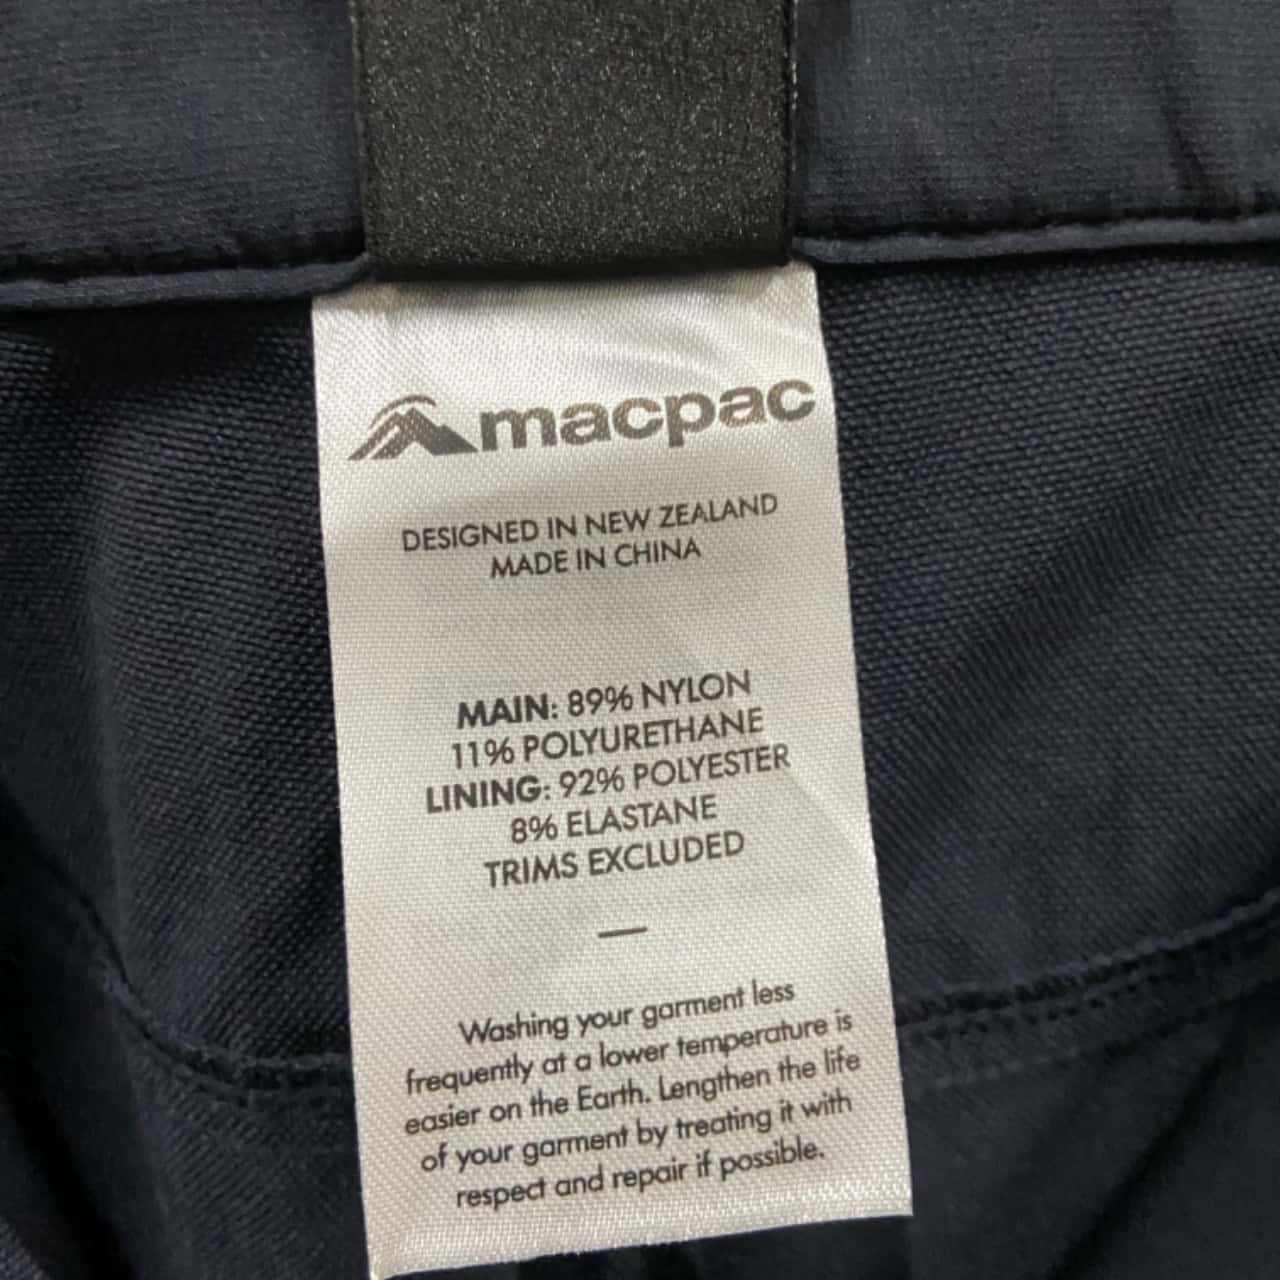 macpac
DESIGNED IN NEW ZEALAND
MADE IN CHINA
MAIN: 89% NYLON
11% POLYURETHANE
LINING: 92% POLYESTER
8% ELASTANE
TRIMS EXCLUDED
Washing your garment less
frequently at a lower temperature is
easier on the Earth. Lengthen the life
of your garment by treating it with
respect and repair if possible.